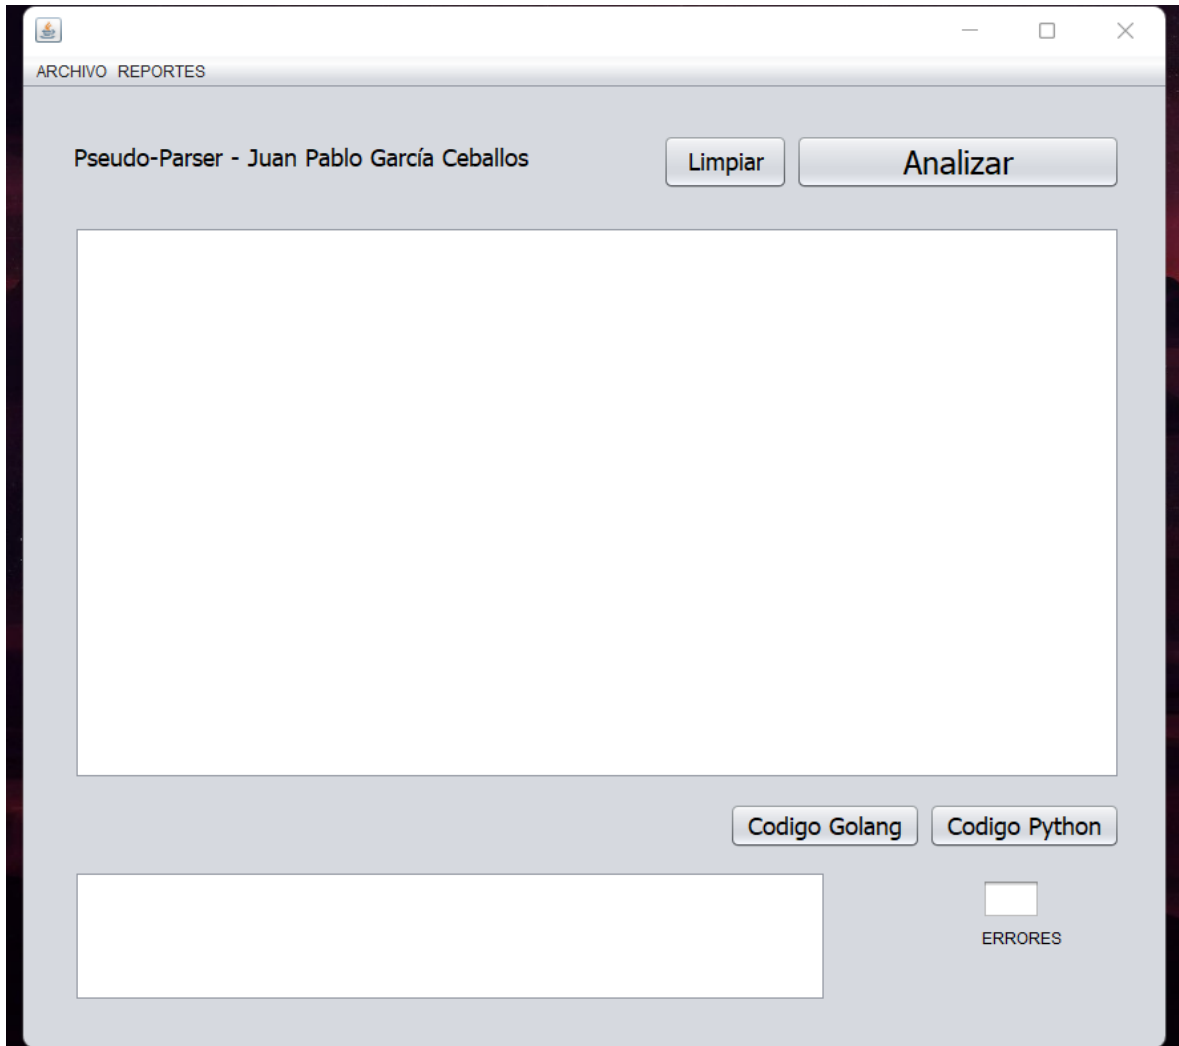 ARCHIVO REPORTES
Pseudo-Parser - Juan Pablo García Ceballos
Limpiar
Analizar
Codigo Golang
Codigo Python
ERRORES